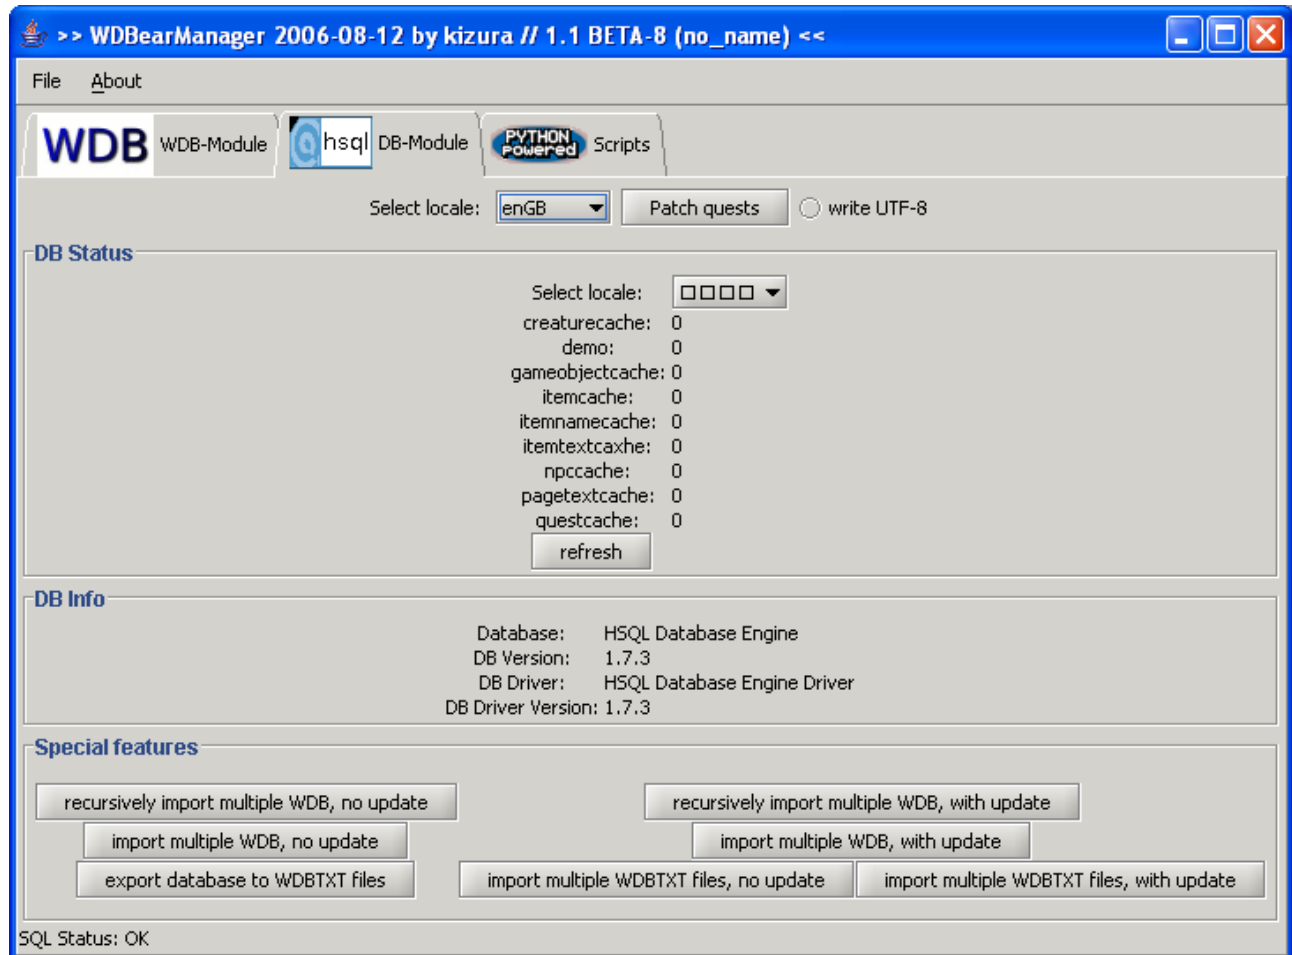 >> WDBearManager 2006-08-12 by kizura // 1.1 BETA-8 (no_name) <<
File About
WDB WDB-Module @hsql DB-Module PYTHON Powered Scripts
Select locale: enGB Patch quests write UTF-8
DB Status
Select locale: □□□□
creaturecache: 0
demo: 0
gameobjectcache: 0
itemcache: 0
itemnamecache: 0
itemtextcaxhe: 0
npccache: 0
pagetextcache: 0
questcache: 0
refresh
DB Info
Database: HSQL Database Engine
DB Version: 1.7.3
DB Driver: HSQL Database Engine Driver
DB Driver Version: 1.7.3
Special features
recursively import multiple WDB, no update recursively import multiple WDB, with update
import multiple WDB, no update import multiple WDB, with update
export database to WDBTXT files import multiple WDBTXT files, no update import multiple WDBTXT files, with update
SQL Status: OK